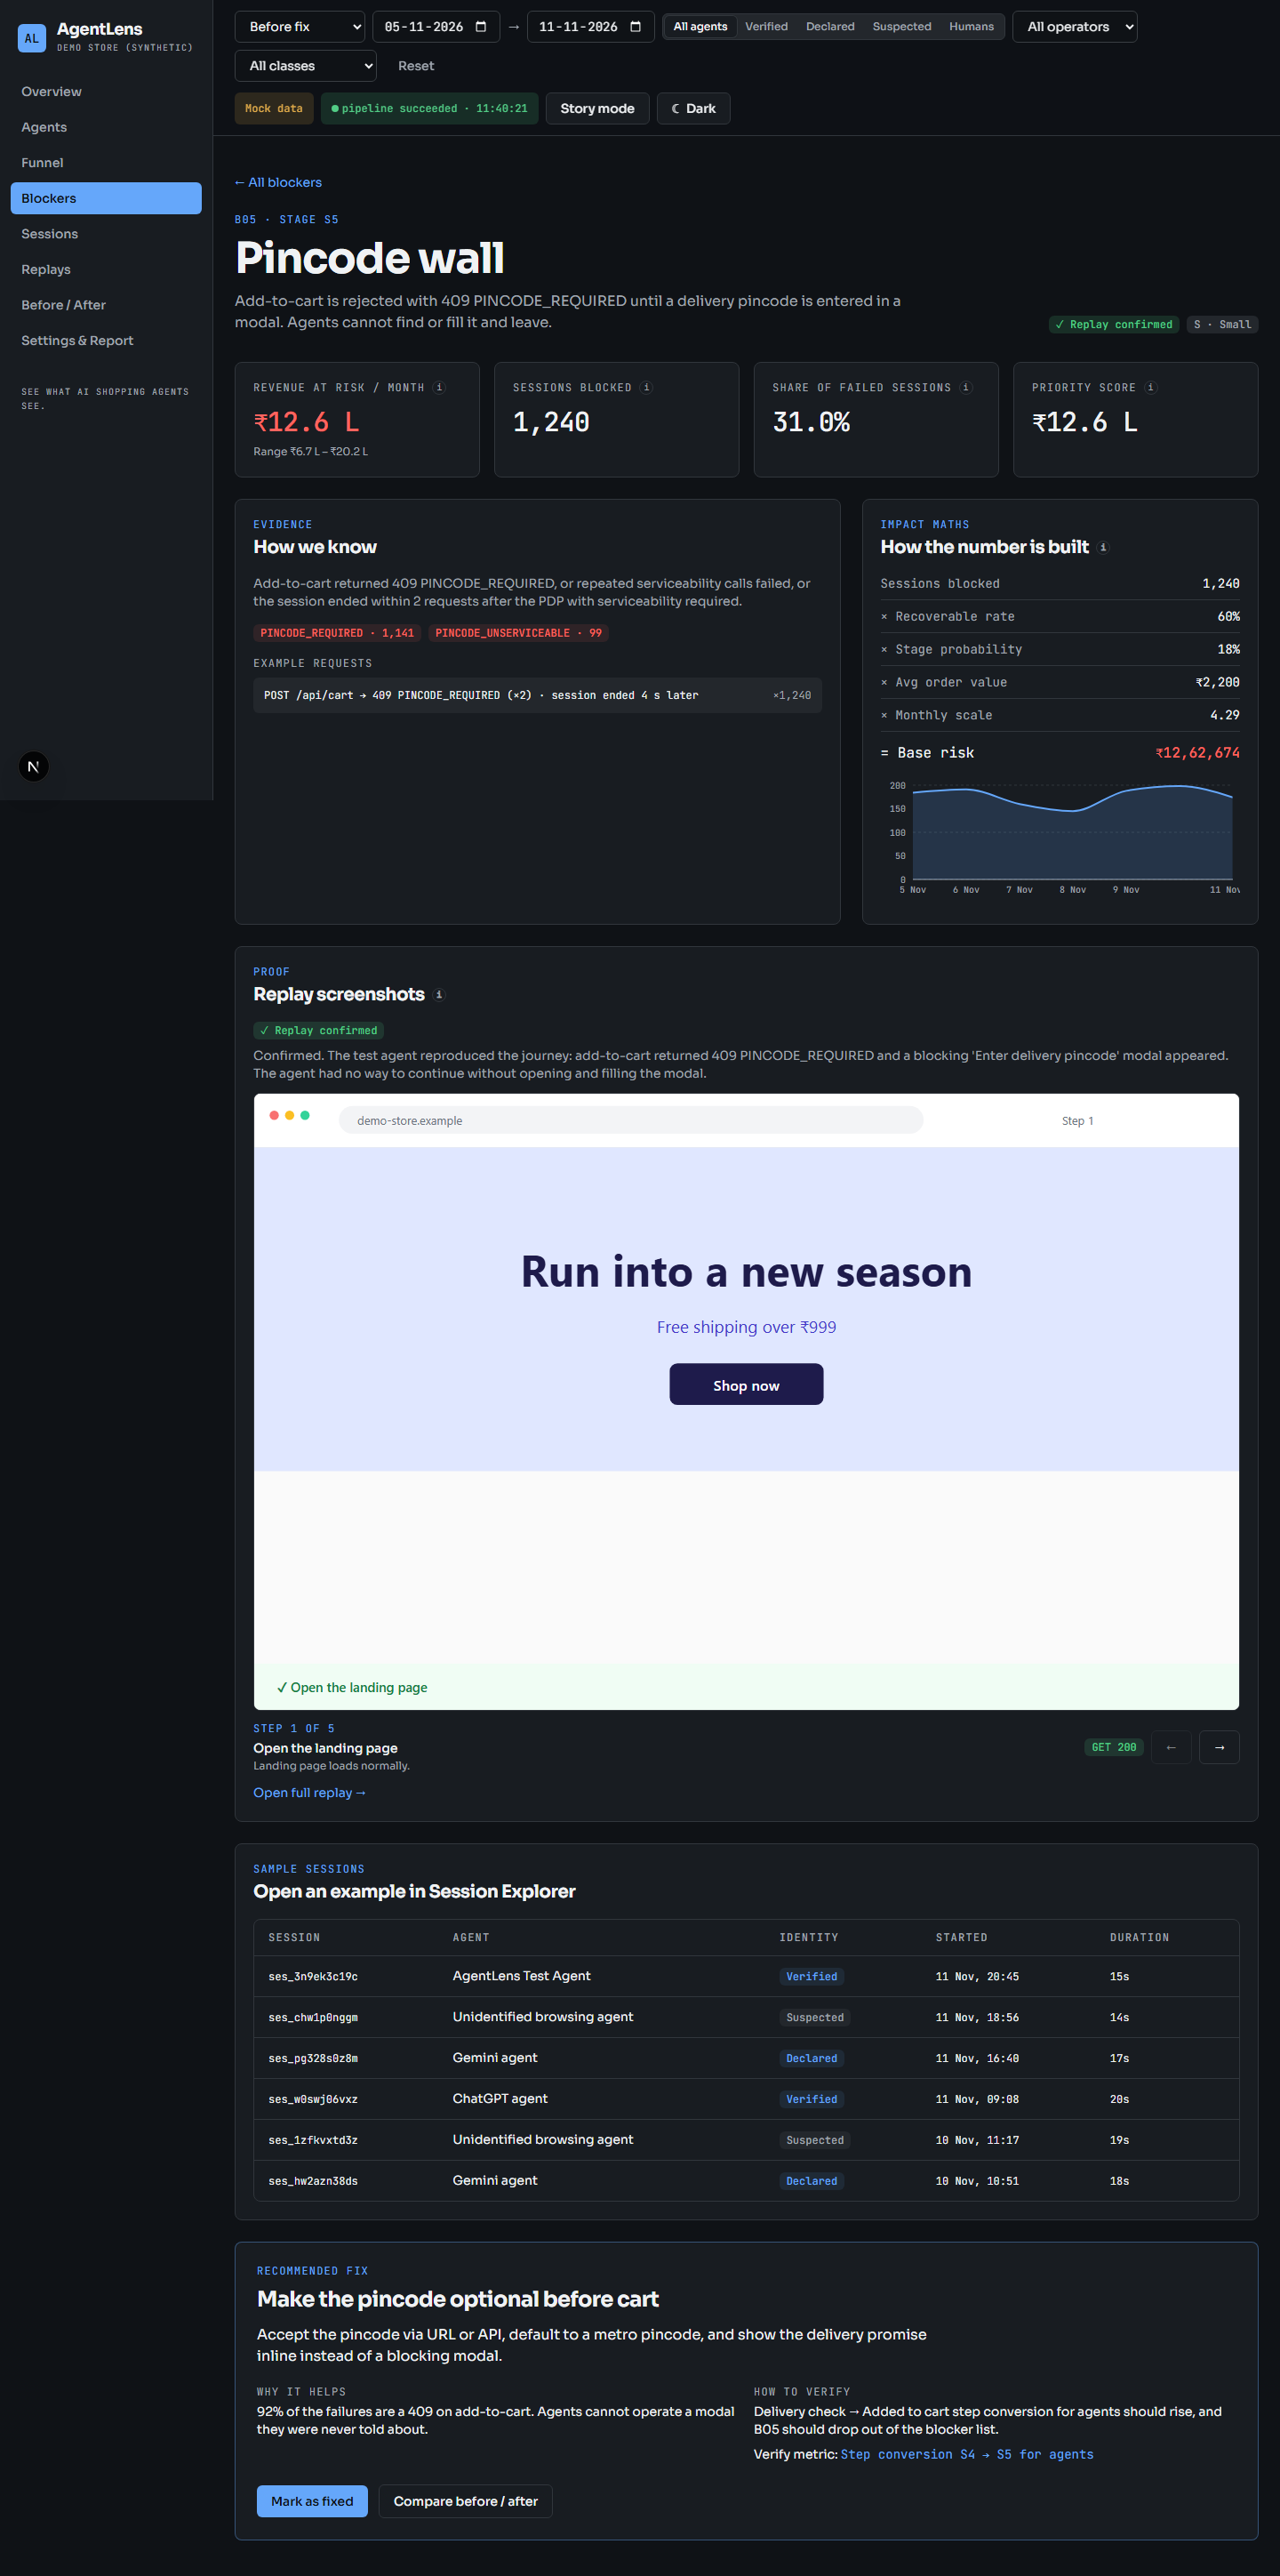 AL
AgentLens
DEMO STORE (SYNTHETIC)
Overview
Agents
Funnel
Blockers
Sessions
Replays
Before / After
Settings & Report
SEE WHAT AI SHOPPING AGENTS
SEE.
N
Before fix
05-11-2026
→
11-11-2026
All agents
Verified
Declared
Suspected
Humans
All operators
All classes
Reset
Mock data
pipeline succeeded · 11:40:21
Story mode
☾ Dark
← All blockers
B05 · STAGE S5
Pincode wall
Add-to-cart is rejected with 409 PINCODE_REQUIRED until a delivery pincode is entered in a
modal. Agents cannot find or fill it and leave.
✓ Replay confirmed
S · Small
REVENUE AT RISK / MONTH i
₹12.6 L
Range ₹6.7 L – ₹20.2 L
SESSIONS BLOCKED i
1,240
SHARE OF FAILED SESSIONS i
31.0%
PRIORITY SCORE i
₹12.6 L
EVIDENCE
How we know
Add-to-cart returned 409 PINCODE_REQUIRED, or repeated serviceability calls failed, or
the session ended within 2 requests after the PDP with serviceability required.
PINCODE_REQUIRED · 1,141
PINCODE_UNSERVICEABLE · 99
EXAMPLE REQUESTS
POST /api/cart → 409 PINCODE_REQUIRED (×2) · session ended 4 s later
×1,240
IMPACT MATHS
How the number is built i
Sessions blocked 1,240
× Recoverable rate 60%
× Stage probability 18%
× Avg order value ₹2,200
× Monthly scale 4.29
= Base risk ₹12,62,674
200
150
100
50
0
5 Nov 6 Nov 7 Nov 8 Nov 9 Nov 11 Nov
PROOF
Replay screenshots i
✓ Replay confirmed
Confirmed. The test agent reproduced the journey: add-to-cart returned 409 PINCODE_REQUIRED and a blocking 'Enter delivery pincode' modal appeared.
The agent had no way to continue without opening and filling the modal.
demo-store.example
Step 1
Run into a new season
Free shipping over ₹999
Shop now
✓ Open the landing page
STEP 1 OF 5
Open the landing page
Landing page loads normally.
GET 200
←
→
Open full replay →
SAMPLE SESSIONS
Open an example in Session Explorer
SESSION AGENT IDENTITY STARTED DURATION
ses_3n9ek3c19c AgentLens Test Agent Verified 11 Nov, 20:45 15s
ses_chw1p0nggm Unidentified browsing agent Suspected 11 Nov, 18:56 14s
ses_pg328s0z8m Gemini agent Declared 11 Nov, 16:40 17s
ses_w0swj06vxz ChatGPT agent Verified 11 Nov, 09:08 20s
ses_1zfkvxtd3z Unidentified browsing agent Suspected 10 Nov, 11:17 19s
ses_hw2azn38ds Gemini agent Declared 10 Nov, 10:51 18s
RECOMMENDED FIX
Make the pincode optional before cart
Accept the pincode via URL or API, default to a metro pincode, and show the delivery promise
inline instead of a blocking modal.
WHY IT HELPS
92% of the failures are a 409 on add-to-cart. Agents cannot operate a modal
they were never told about.
HOW TO VERIFY
Delivery check → Added to cart step conversion for agents should rise, and
B05 should drop out of the blocker list.
Verify metric: Step conversion S4 → S5 for agents
Mark as fixed
Compare before / after